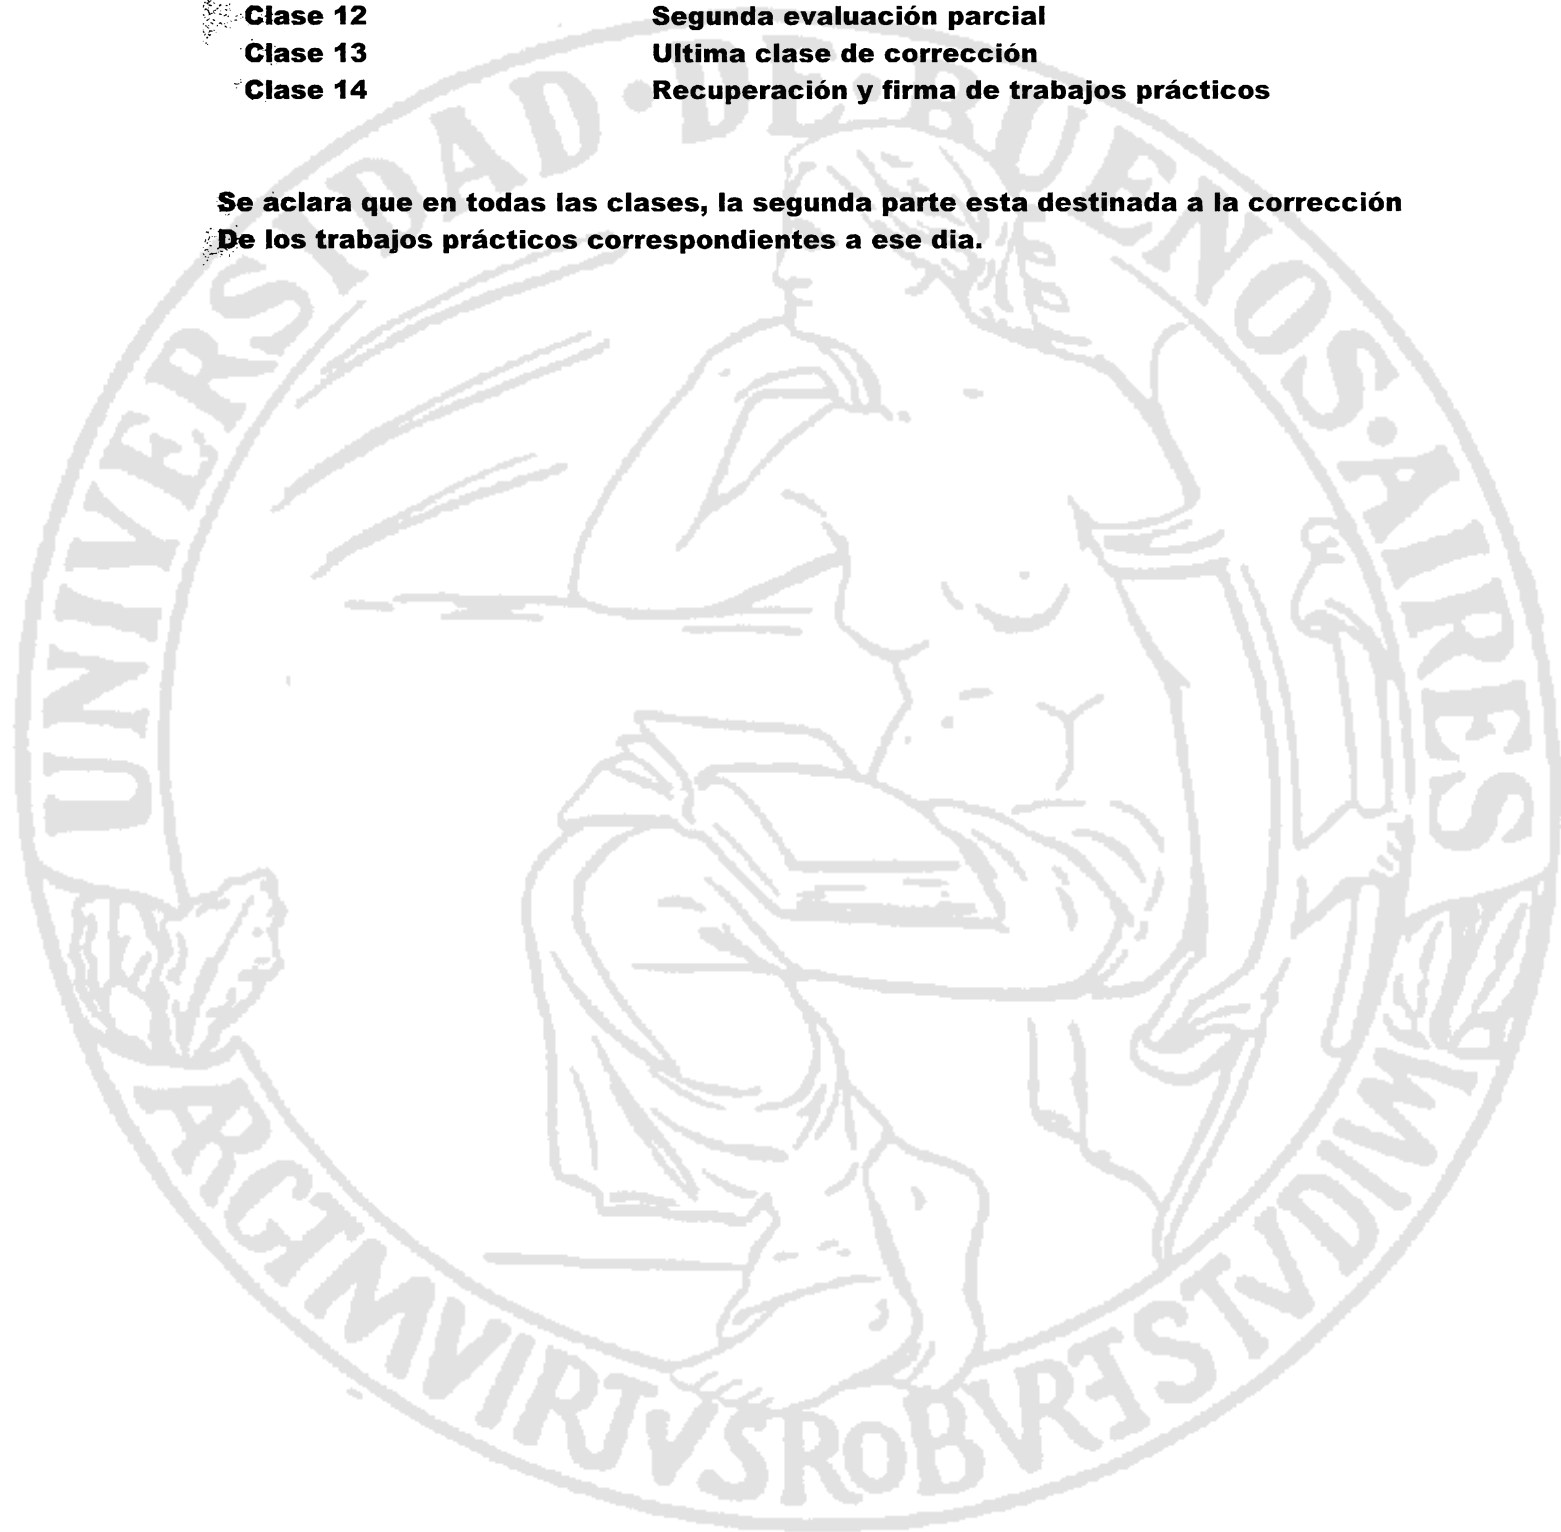 Clase 12 Segunda evaluación parcial
Clase 13 Ultima clase de corrección
Clase 14 Recuperación y firma de trabajos prácticos
Se aclara que en todas las clases, la segunda parte esta destinada a la corrección
De los trabajos prácticos correspondientes a ese dia.
UNIVERSIDAD·DE·BUENOS·AIRES
ARGTMVIRTVSROBVRETSTVDIVM